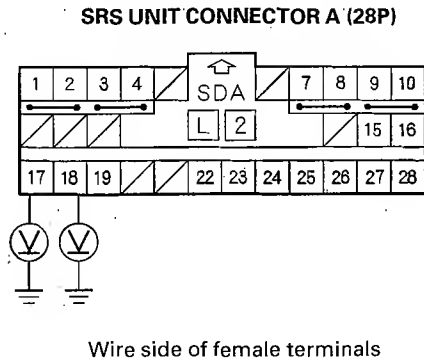 SRS UNIT CONNECTOR A (28P)
1 2 3 4 7 8 9 10
SDA
L 2
15 16
17 18 19 22 23 24 25 26 27 28
V V
Wire side of female terminals